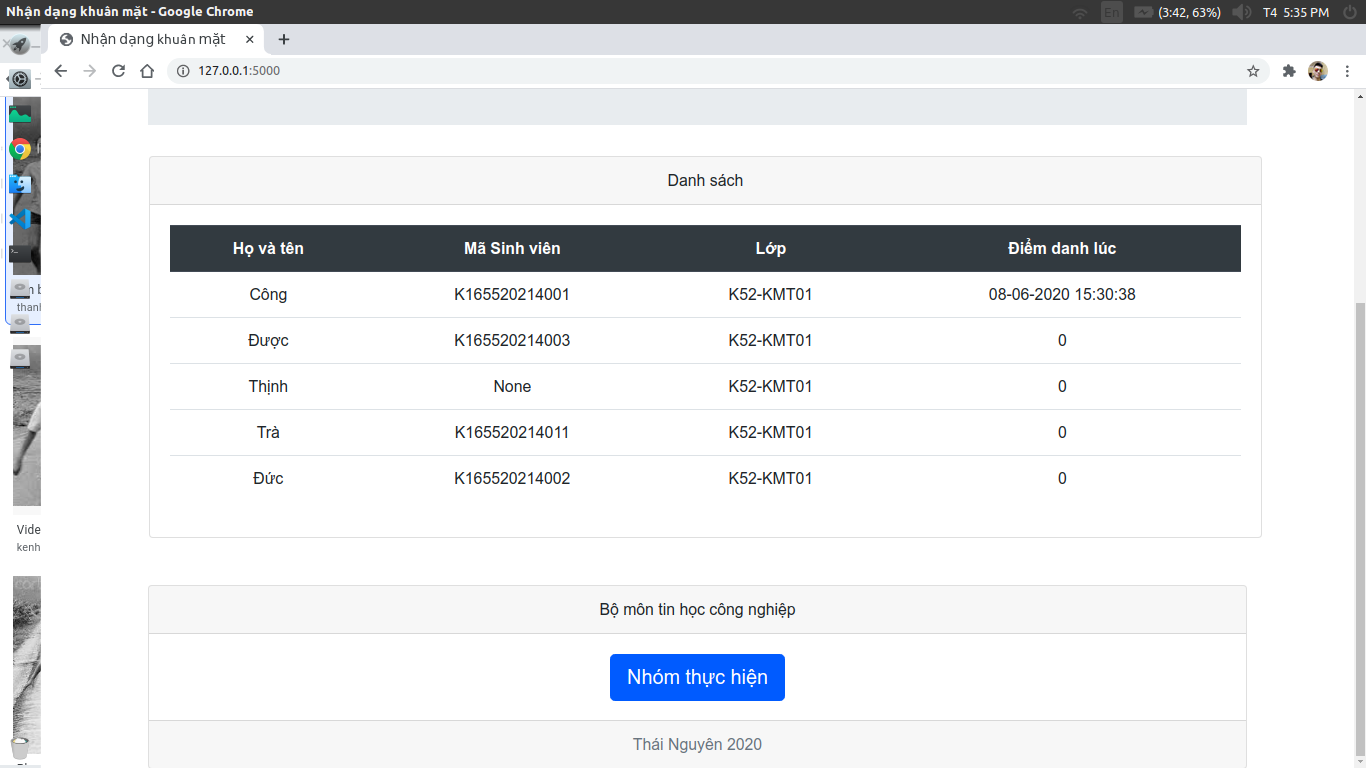 Nhận dạng khuân mặt - Google Chrome
En (3:42, 63%) T4 5:35 PM
Nhận dạng khuân mặt
127.0.0.1:5000
Danh sách
Họ và tên Mã Sinh viên Lớp Điểm danh lúc
Công K165520214001 K52-KMT01 08-06-2020 15:30:38
Được K165520214003 K52-KMT01 0
Thịnh None K52-KMT01 0
Trà K165520214011 K52-KMT01 0
Đức K165520214002 K52-KMT01 0
Bộ môn tin học công nghiệp
Nhóm thực hiện
Thái Nguyên 2020
thanl
Vide
kenh